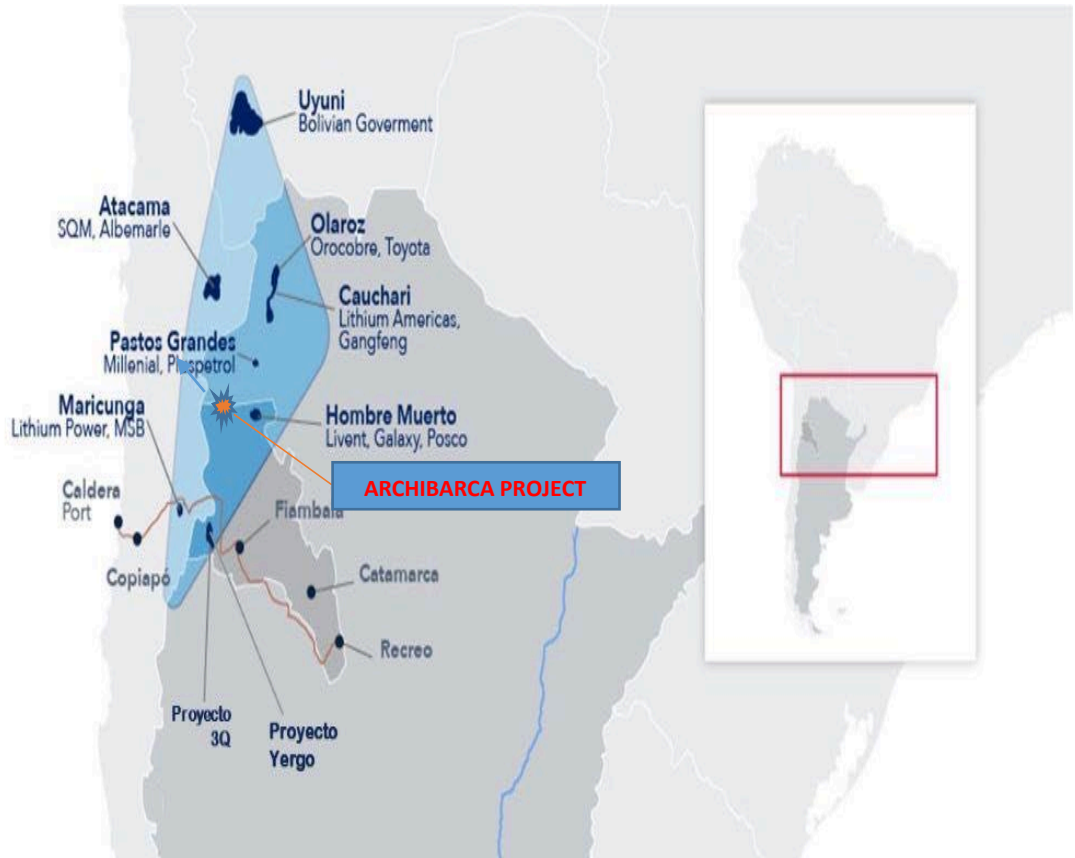 Uyuni
Bolivian Goverment
Atacama
SQM, Albemarle
Olaroz
Orocobre, Toyota
Cauchari
Lithium Americas,
Gangfeng
Pastos Grandes
Millenial, Pluspetrol
Maricunga
Lithium Power, MSB
Hombre Muerto
Livent, Galaxy, Posco
ARCHIBARCA PROJECT
Caldera
Port
Fiambala
Copiapó
Catamarca
Recreo
Proyecto
3Q
Proyecto
Yergo